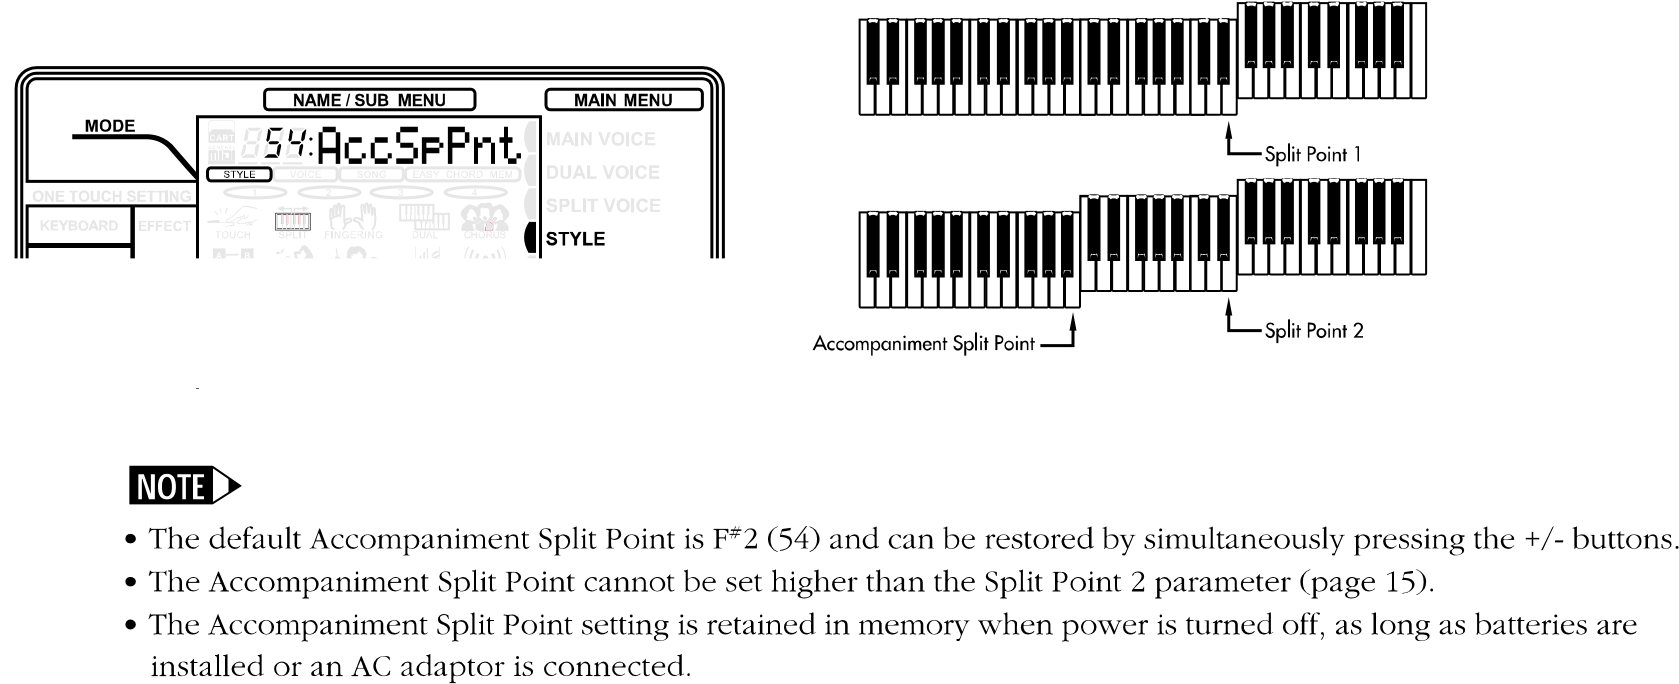 NAME / SUB MENU
MAIN MENU
MODE
CART
54:AccSpPnt
MAIN VOICE
STYLE VOICE SONG EASY CHORD MEM
DUAL VOICE
ONE TOUCH SETTING
1 2 3 4
SPLIT VOICE
KEYBOARD EFFECT
TOUCH SPLIT FINGERING DUAL CHORUS
STYLE
A B
Split Point 1
Split Point 2
Accompaniment Split Point
NOTE
• The default Accompaniment Split Point is F#2 (54) and can be restored by simultaneously pressing the +/- buttons.
• The Accompaniment Split Point cannot be set higher than the Split Point 2 parameter (page 15).
• The Accompaniment Split Point setting is retained in memory when power is turned off, as long as batteries are
installed or an AC adaptor is connected.